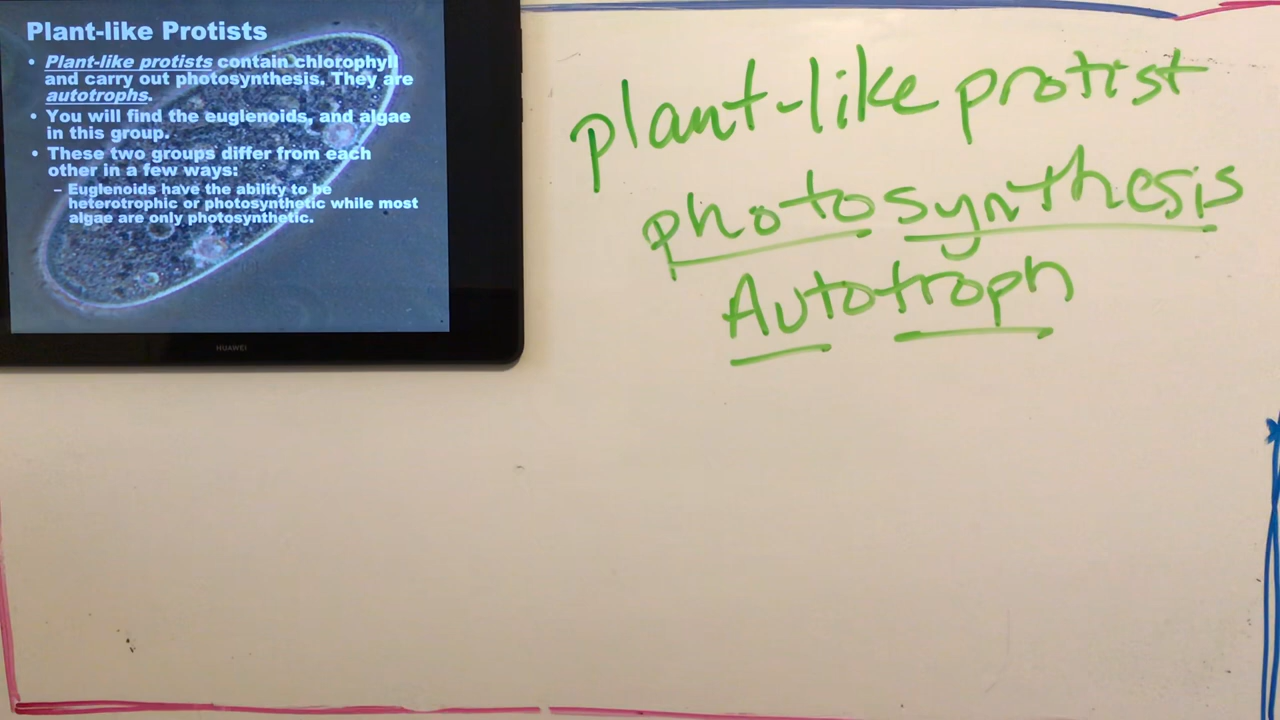 Plant-like Protists
• Plant-like protists contain chlorophyll
and carry out photosynthesis. They are
autotrophs.
• You will find the euglenoids, and algae
in this group.
• These two groups differ from each
other in a few ways:
– Euglenoids have the ability to be
heterotrophic or photosynthetic while most
algae are only photosynthetic.
HUAWEI
plant-like protist
photosynthesis
Autotroph